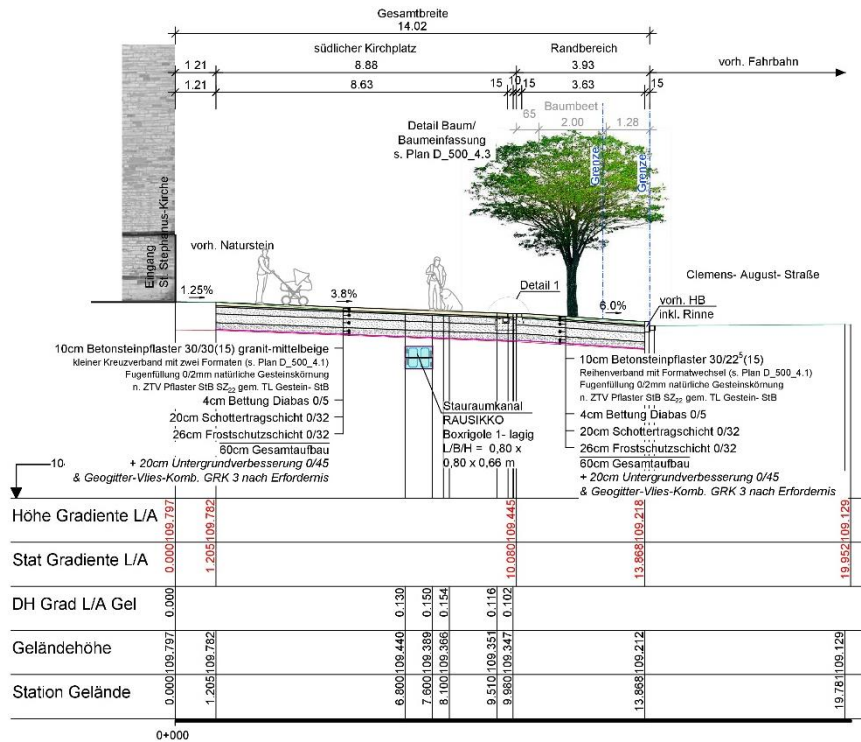 Gesamtbreite
14.02
südlicher Kirchplatz
Randbereich
1.21
8.88
3.93
vorh. Fahrbahn
1.21
8.63
15
10
15
3.63
15
Baumbeet
65
2.00
1.28
Detail Baum/
Baumeinfassung
s. Plan D_500_4.3
Grenze
Grenze
Eingang
St. Stephanus-Kirche
vorh. Naturstein
1.25%
3.8%
Detail 1
6.0%
Clemens- August- Straße
vorh. HB
inkl. Rinne
10cm Betonsteinpflaster 30/30(15) granit-mittelbeige
kleiner Kreuzverband mit zwei Formaten (s. Plan D_500_4.1)
Fugenfüllung 0/2mm natürliche Gesteinskörnung
n. ZTV Pflaster StB SZ22 gem. TL Gestein- StB
4cm Bettung Diabas 0/5
20cm Schottertragschicht 0/32
26cm Frostschutzschicht 0/32
60cm Gesamtaufbau
+ 20cm Untergrundverbesserung 0/45
& Geogitter-Vlies-Komb. GRK 3 nach Erfordernis
Stauraumkanal
RAUSIKKO
Boxrigole 1- lagig
L/B/H = 0,80 x
0,80 x 0,66 m
10cm Betonsteinpflaster 30/22⁵(15)
Reihenverband mit Formatwechsel (s. Plan D_500_4.1)
Fugenfüllung 0/2mm natürliche Gesteinskörnung
n. ZTV Pflaster StB SZ22 gem. TL Gestein- StB
4cm Bettung Diabas 0/5
20cm Schottertragschicht 0/32
26cm Frostschutzschicht 0/32
60cm Gesamtaufbau
+ 20cm Untergrundverbesserung 0/45
& Geogitter-Vlies-Komb. GRK 3 nach Erfordernis
Höhe Gradiente L/A
109.797
109.782
109.445
109.218
109.129
Stat Gradiente L/A
0.000
1.205
10.080
13.868
19.952
DH Grad L/A Gel
0.000
0.130
0.150
0.154
0.116
0.102
Geländehöhe
109.797
109.782
109.440
109.389
109.366
109.351
109.347
109.212
109.129
Station Gelände
0.000
1.205
6.800
7.600
8.100
9.510
9.980
13.868
19.781
0+000